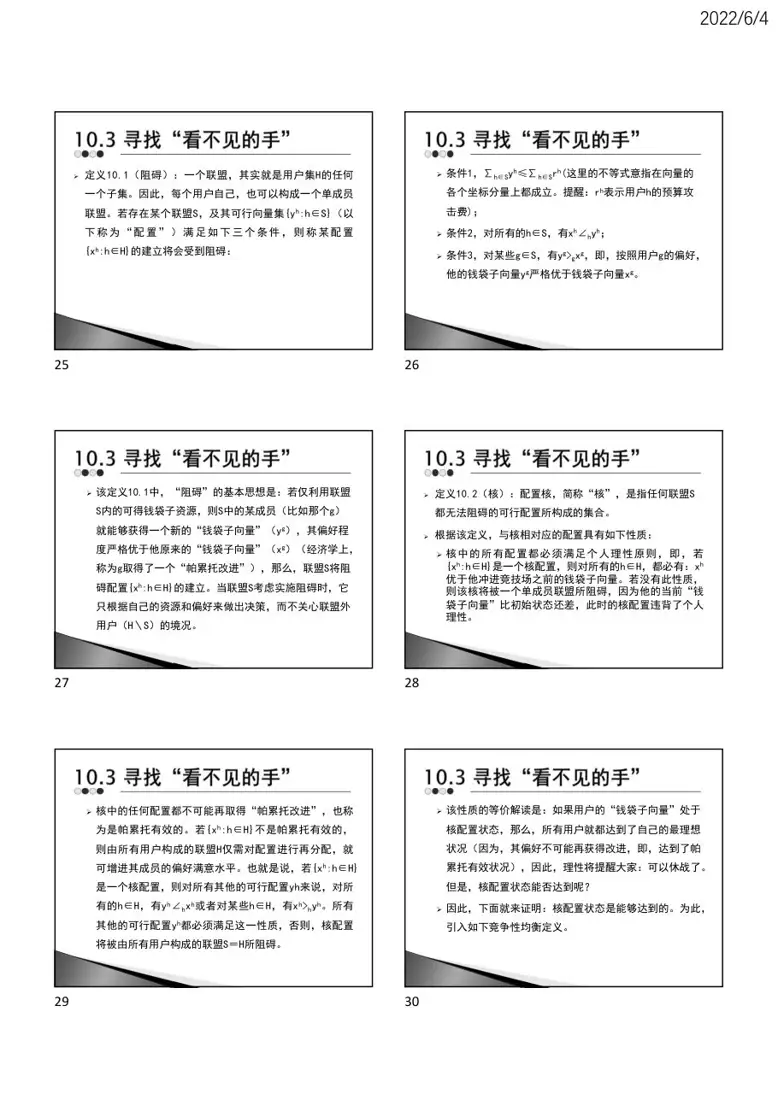 2022/6/4
10.3 寻找“看不见的手”
➢ 定义10.1（阻碍）：一个联盟，其实就是用户集H的任何
一个子集。因此，每个用户自己，也可以构成一个单成员
联盟。若存在某个联盟S，及其可行向量集{yʰ:h∈S}（以
下称为“配置”）满足如下三个条件，则称某配置
{xʰ:h∈H}的建立将会受到阻碍：
25
10.3 寻找“看不见的手”
➢ 条件1，∑h∈Syʰ≤∑h∈Srʰ(这里的不等式意指在向量的
各个坐标分量上都成立。提醒：rʰ表示用户h的预算攻
击费)；
➢ 条件2，对所有的h∈S，有xʰ∠hyʰ；
➢ 条件3，对某些g∈S，有yᵍ>gxᵍ，即，按照用户g的偏好，
他的钱袋子向量yᵍ严格优于钱袋子向量xᵍ。
26
10.3 寻找“看不见的手”
➢ 该定义10.1中，“阻碍”的基本思想是：若仅利用联盟
S内的可得钱袋子资源，则S中的某成员（比如那个g）
就能够获得一个新的“钱袋子向量”（yᵍ），其偏好程
度严格优于他原来的“钱袋子向量”（xᵍ）（经济学上，
称为g取得了一个“帕累托改进”），那么，联盟S将阻
碍配置{xʰ:h∈H}的建立。当联盟S考虑实施阻碍时，它
只根据自己的资源和偏好来做出决策，而不关心联盟外
用户（H＼S）的境况。
27
10.3 寻找“看不见的手”
➢ 定义10.2（核）：配置核，简称“核”，是指任何联盟S
都无法阻碍的可行配置所构成的集合。
➢ 根据该定义，与核相对应的配置具有如下性质：
➢ 核中的所有配置都必须满足个人理性原则，即，若
{xʰ:h∈H}是一个核配置，则对所有的h∈H，都必有：xʰ
优于他冲进竞技场之前的钱袋子向量。若没有此性质，
则该核将被一个单成员联盟所阻碍，因为他的当前“钱
袋子向量”比初始状态还差，此时的核配置违背了个人
理性。
28
10.3 寻找“看不见的手”
➢ 核中的任何配置都不可能再取得“帕累托改进”，也称
为是帕累托有效的。若{xʰ:h∈H}不是帕累托有效的，
则由所有用户构成的联盟H仅需对配置进行再分配，就
可增进其成员的偏好满意水平。也就是说，若{xʰ:h∈H}
是一个核配置，则对所有其他的可行配置yh来说，对所
有的h∈H，有yʰ∠hxʰ或者对某些h∈H，有xʰ>hyʰ。所有
其他的可行配置yʰ都必须满足这一性质，否则，核配置
将被由所有用户构成的联盟S＝H所阻碍。
29
10.3 寻找“看不见的手”
➢ 该性质的等价解读是：如果用户的“钱袋子向量”处于
核配置状态，那么，所有用户就都达到了自己的最理想
状况（因为，其偏好不可能再获得改进，即，达到了帕
累托有效状况），因此，理性将提醒大家：可以休战了。
但是，核配置状态能否达到呢？
➢ 因此，下面就来证明：核配置状态是能够达到的。为此，
引入如下竞争性均衡定义。
30